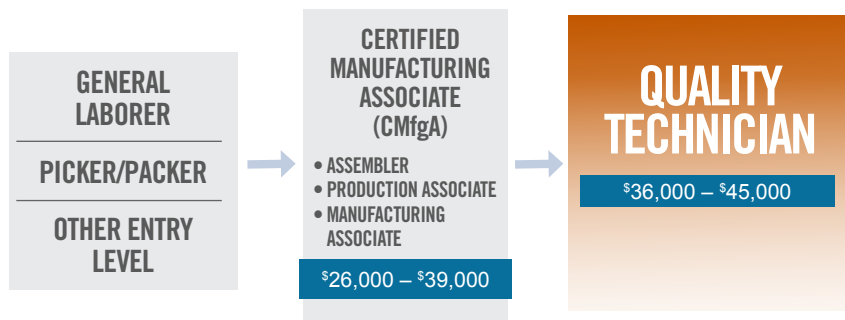 GENERAL
LABORER
PICKER/PACKER
OTHER ENTRY
LEVEL
CERTIFIED
MANUFACTURING
ASSOCIATE
(CMfgA)
• ASSEMBLER
• PRODUCTION ASSOCIATE
• MANUFACTURING
ASSOCIATE
$26,000 – $39,000
QUALITY
TECHNICIAN
$36,000 – $45,000